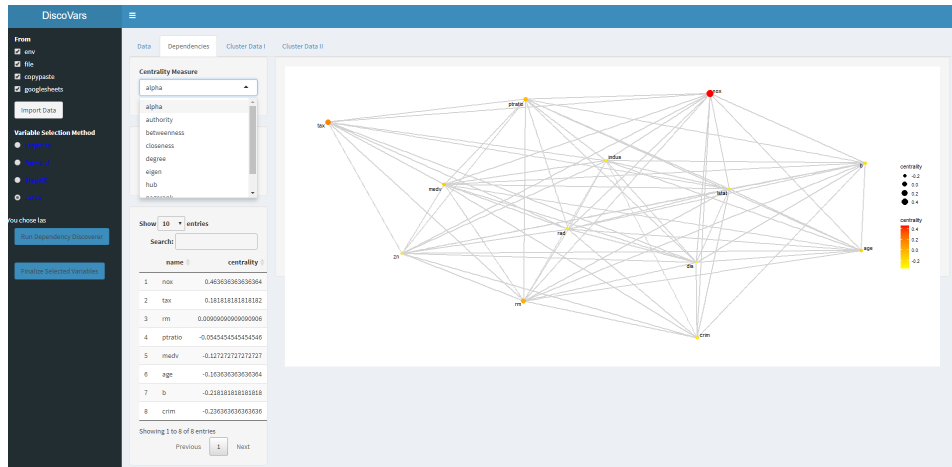 DiscoVars
From
env
file
copypaste
googlesheets
Import Data
Variable Selection Method
You chose las
Run Dependency Discoverer
Finalize Selected Variables
Data Dependencies Cluster Data I Cluster Data II
Centrality Measure
alpha
alpha
authority
betweenness
closeness
degree
eigen
hub
Show 10 entries
Search:
name centrality
1 nox 0.463636363636364
2 tax 0.181818181818182
3 rm 0.00909090909090906
4 ptratio -0.0545454545454546
5 medv -0.127272727272727
6 age -0.163636363636364
7 b -0.218181818181818
8 crim -0.236363636363636
Showing 1 to 8 of 8 entries
Previous 1 Next
nox
ptratio
tax
indus
b
medv
lstat
rad
age
zn
dis
rm
crim
centrality
-0.2
0.0
0.2
0.4
centrality
0.4
0.2
0.0
-0.2